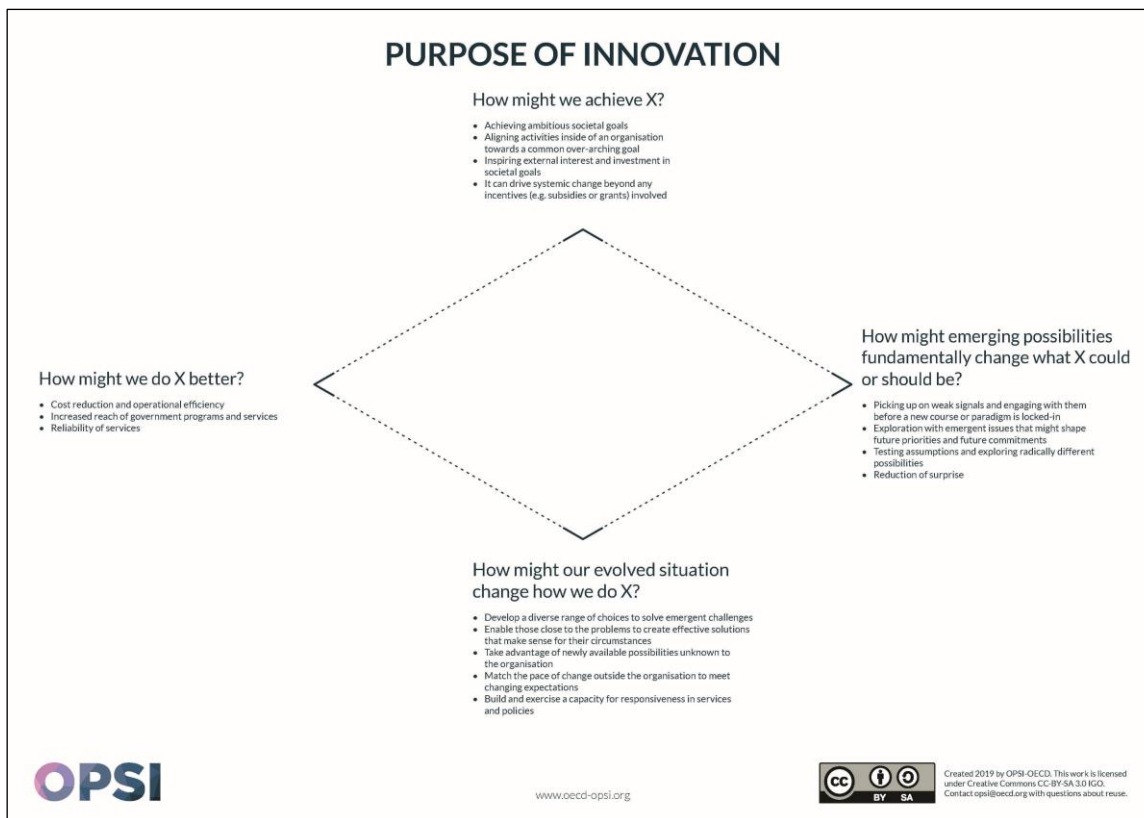 PURPOSE OF INNOVATION
How might we achieve X?
• Achieving ambitious societal goals
• Aligning activities inside of an organisation
towards a common over-arching goal
• Inspiring external interest and investment in
societal goals
• It can drive systemic change beyond any
incentives (e.g. subsidies or grants) involved
How might we do X better?
• Cost reduction and operational efficiency
• Increased reach of government programs and services
• Reliability of services
How might emerging possibilities
fundamentally change what X could
or should be?
• Picking up on weak signals and engaging with them
before a new course or paradigm is locked-in
• Exploration with emergent issues that might shape
future priorities and future commitments
• Testing assumptions and exploring radically different
possibilities
• Reduction of surprise
How might our evolved situation
change how we do X?
• Develop a diverse range of choices to solve emergent challenges
• Enable those close to the problems to create effective solutions
that make sense for their circumstances
• Take advantage of newly available possibilities unknown to
the organisation
• Match the pace of change outside the organisation to meet
changing expectations
• Build and exercise a capacity for responsiveness in services
and policies
OPSI
www.oecd-opsi.org
cc
BY SA
Created 2019 by OPSI-OECD. This work is licensed
under Creative Commons CC-BY-SA 3.0 IGO.
Contact opsi@oecd.org with questions about reuse.